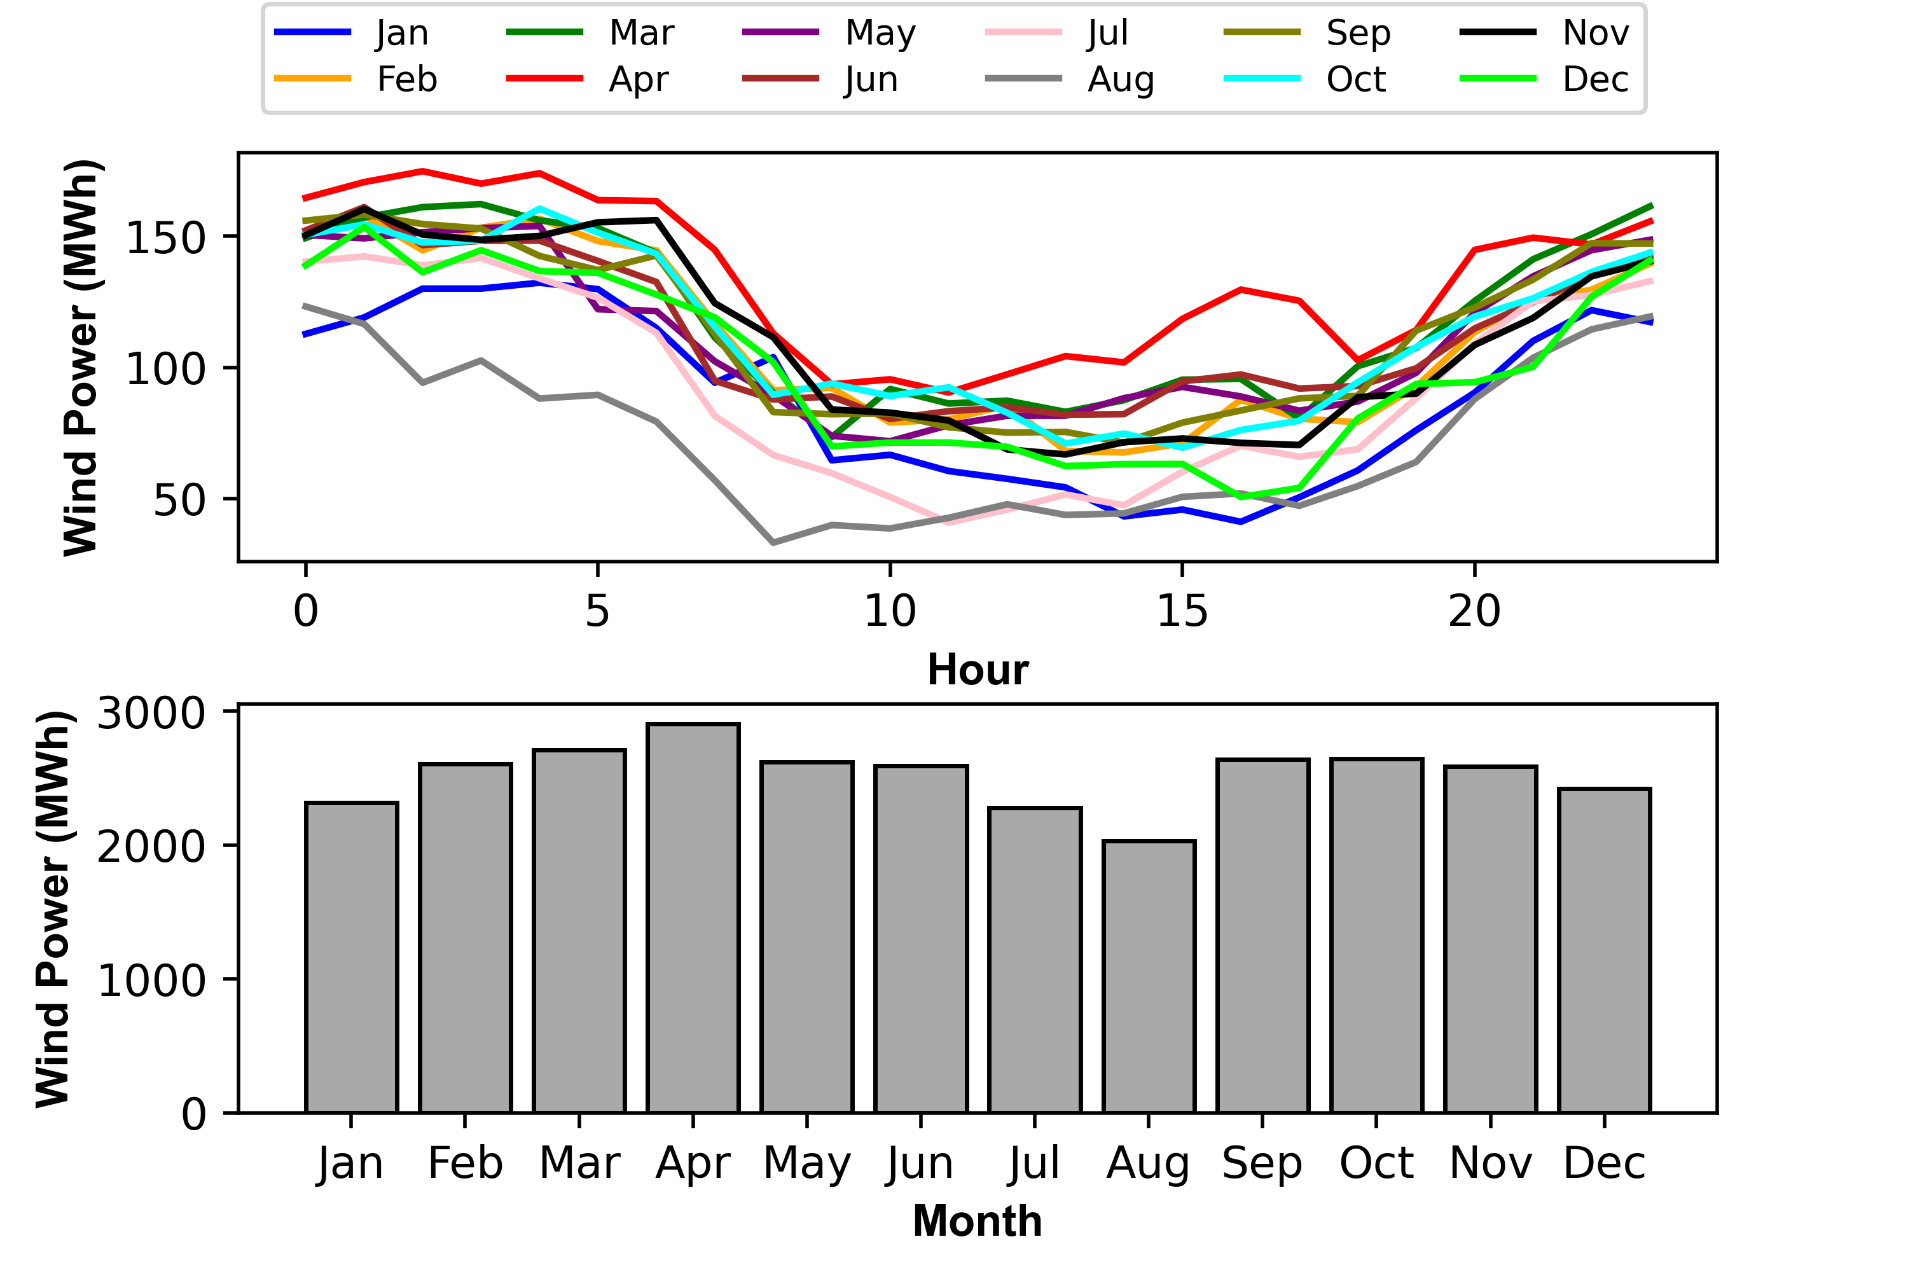 Jan Mar May Jul Sep Nov
Feb Apr Jun Aug Oct Dec
Wind Power (MWh)
150
100
50
0 5 10 15 20
Hour
Wind Power (MWh)
3000
2000
1000
0
Jan Feb Mar Apr May Jun Jul Aug Sep Oct Nov Dec
Month